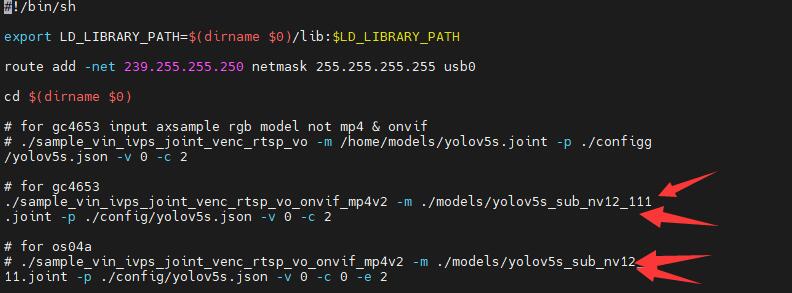 #!/bin/sh
export LD_LIBRARY_PATH=$(dirname $0)/lib:$LD_LIBRARY_PATH
route add -net 239.255.255.250 netmask 255.255.255.255 usb0
cd $(dirname $0)
# for gc4653 input axsample rgb model not mp4 & onvif
# ./sample_vin_ivps_joint_venc_rtsp_vo -m /home/models/yolov5s.joint -p ./configg
/yolov5s.json -v 0 -c 2
# for gc4653
./sample_vin_ivps_joint_venc_rtsp_vo_onvif_mp4v2 -m ./models/yolov5s_sub_nv12_111
.joint -p ./config/yolov5s.json -v 0 -c 2
# for os04a
# ./sample_vin_ivps_joint_venc_rtsp_vo_onvif_mp4v2 -m ./models/yolov5s_sub_nv12_
11.joint -p ./config/yolov5s.json -v 0 -c 0 -e 2